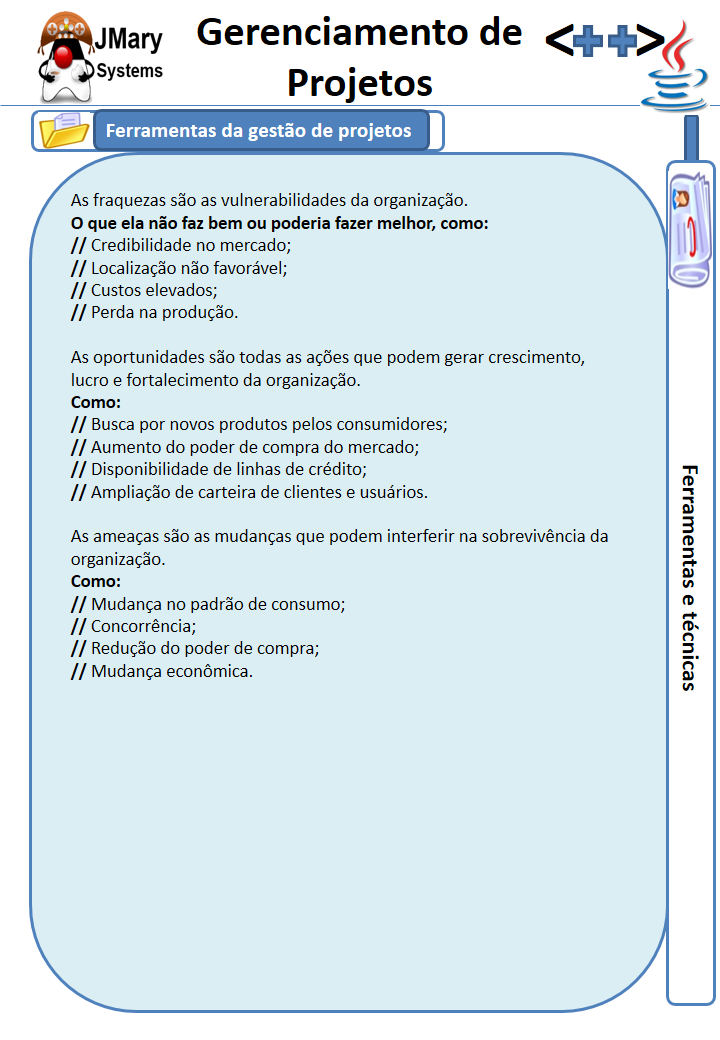 JMary
Systems
Gerenciamento de
Projetos
<++>
Ferramentas da gestão de projetos
As fraquezas são as vulnerabilidades da organização.
O que ela não faz bem ou poderia fazer melhor, como:
// Credibilidade no mercado;
// Localização não favorável;
// Custos elevados;
// Perda na produção.
As oportunidades são todas as ações que podem gerar crescimento,
lucro e fortalecimento da organização.
Como:
// Busca por novos produtos pelos consumidores;
// Aumento do poder de compra do mercado;
// Disponibilidade de linhas de crédito;
// Ampliação de carteira de clientes e usuários.
As ameaças são as mudanças que podem interferir na sobrevivência da
organização.
Como:
// Mudança no padrão de consumo;
// Concorrência;
// Redução do poder de compra;
// Mudança econômica.
Ferramentas e técnicas